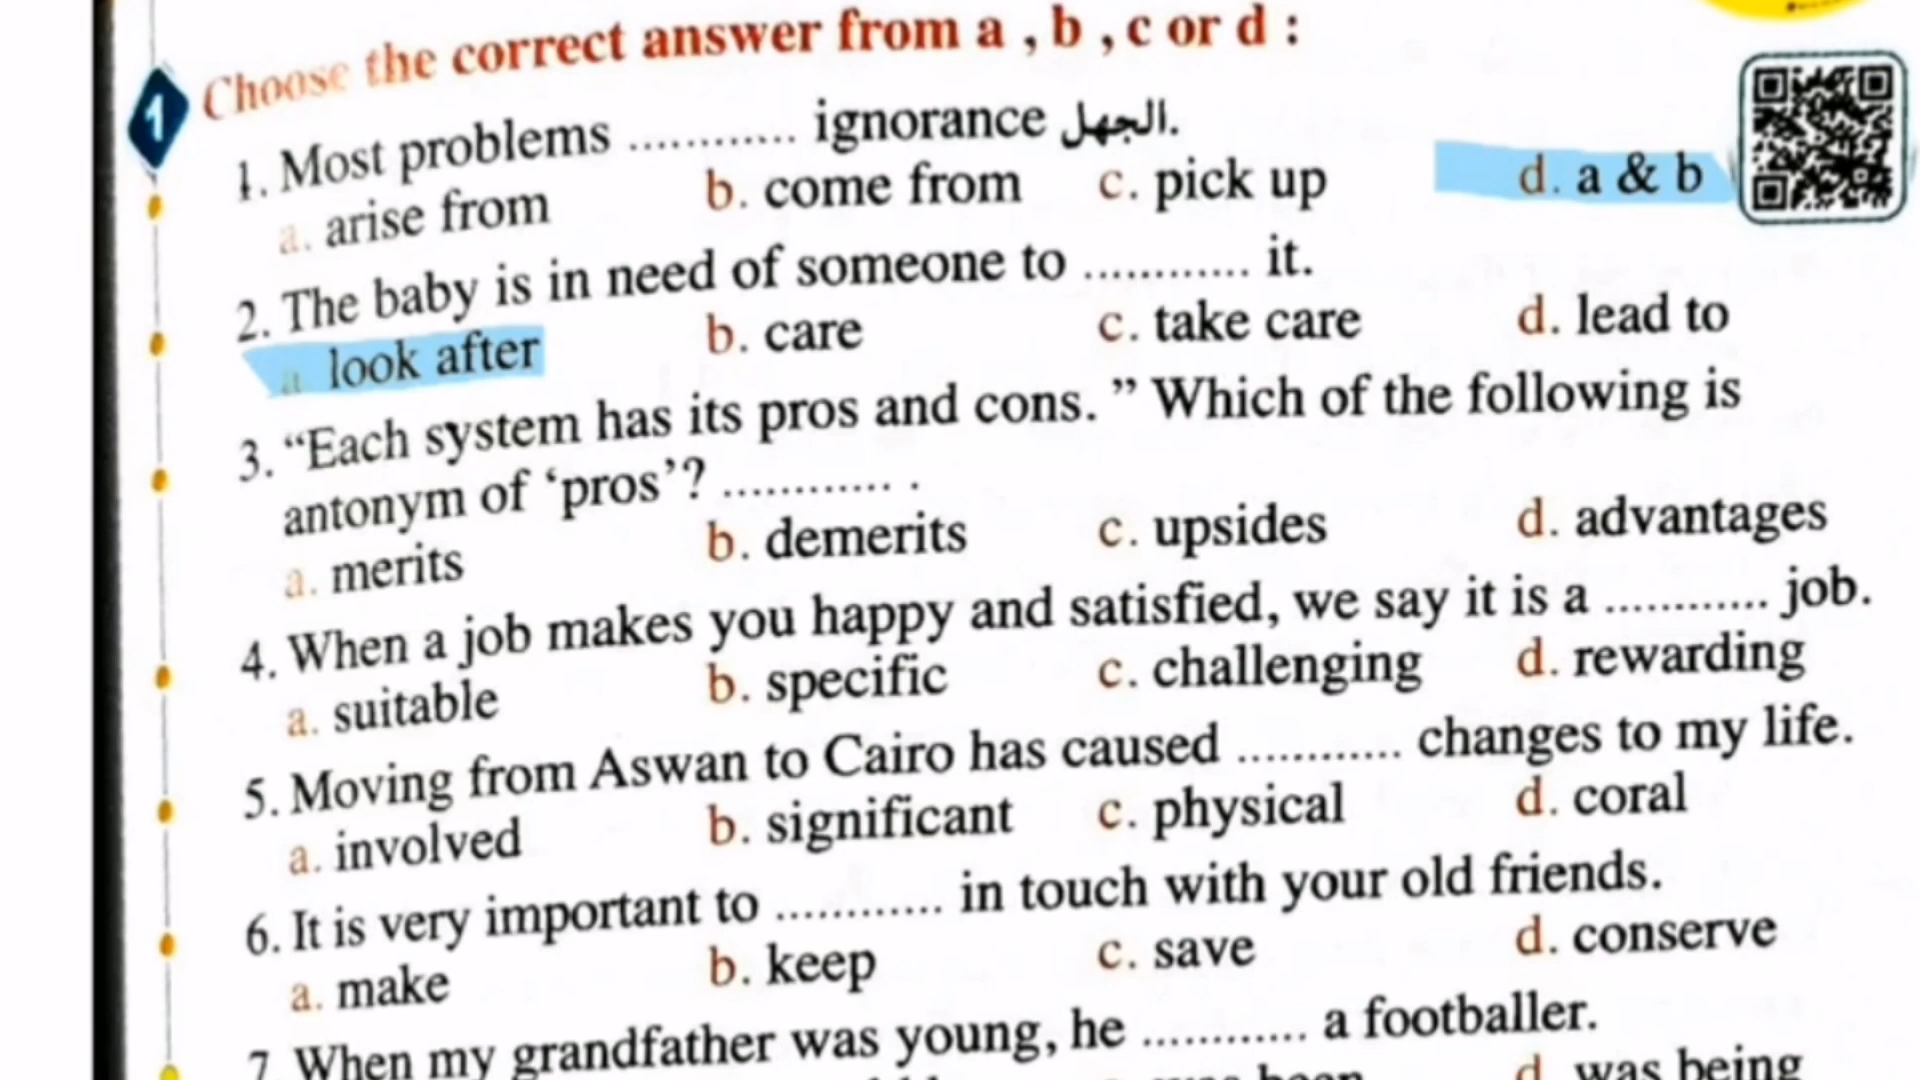 1
Choose the correct answer from a , b , c or d :
1. Most problems ............ ignorance الجهل.
a. arise from b. come from c. pick up d. a & b
2. The baby is in need of someone to ............ it.
a look after b. care c. take care d. lead to
3. “Each system has its pros and cons. ” Which of the following is
antonym of ‘pros’? ............ .
a. merits b. demerits c. upsides d. advantages
4. When a job makes you happy and satisfied, we say it is a ............ job.
a. suitable b. specific c. challenging d. rewarding
5. Moving from Aswan to Cairo has caused ............ changes to my life.
a. involved b. significant c. physical d. coral
6. It is very important to ............ in touch with your old friends.
a. make b. keep c. save d. conserve
7. When my grandfather was young, he ............ a footballer.
was been d. was being